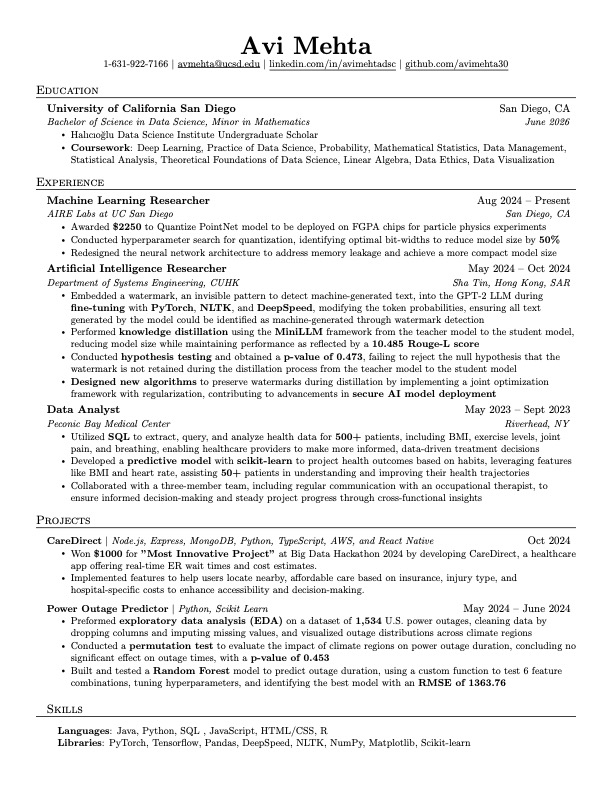 Avi Mehta
1-631-922-7166 | avmehta@ucsd.edu | linkedin.com/in/avimehtadsc | github.com/avimehta30
Education
University of California San Diego San Diego, CA
Bachelor of Science in Data Science, Minor in Mathematics June 2026
• Halıcıoğlu Data Science Institute Undergraduate Scholar
• Coursework: Deep Learning, Practice of Data Science, Probability, Mathematical Statistics, Data Management,
Statistical Analysis, Theoretical Foundations of Data Science, Linear Algebra, Data Ethics, Data Visualization
Experience
Machine Learning Researcher Aug 2024 – Present
AIRE Labs at UC San Diego San Diego, CA
• Awarded $2250 to Quantize PointNet model to be deployed on FGPA chips for particle physics experiments
• Conducted hyperparameter search for quantization, identifying optimal bit-widths to reduce model size by 50%
• Redesigned the neural network architecture to address memory leakage and achieve a more compact model size
Artificial Intelligence Researcher May 2024 – Oct 2024
Department of Systems Engineering, CUHK Sha Tin, Hong Kong, SAR
• Embedded a watermark, an invisible pattern to detect machine-generated text, into the GPT-2 LLM during
fine-tuning with PyTorch, NLTK, and DeepSpeed, modifying the token probabilities, ensuring all text
generated by the model could be identified as machine-generated through watermark detection
• Performed knowledge distillation using the MiniLLM framework from the teacher model to the student model,
reducing model size while maintaining performance as reflected by a 10.485 Rouge-L score
• Conducted hypothesis testing and obtained a p-value of 0.473, failing to reject the null hypothesis that the
watermark is not retained during the distillation process from the teacher model to the student model
• Designed new algorithms to preserve watermarks during distillation by implementing a joint optimization
framework with regularization, contributing to advancements in secure AI model deployment
Data Analyst May 2023 – Sept 2023
Peconic Bay Medical Center Riverhead, NY
• Utilized SQL to extract, query, and analyze health data for 500+ patients, including BMI, exercise levels, joint
pain, and breathing, enabling healthcare providers to make more informed, data-driven treatment decisions
• Developed a predictive model with scikit-learn to project health outcomes based on habits, leveraging features
like BMI and heart rate, assisting 50+ patients in understanding and improving their health trajectories
• Collaborated with a three-member team, including regular communication with an occupational therapist, to
ensure informed decision-making and steady project progress through cross-functional insights
Projects
CareDirect | Node.js, Express, MongoDB, Python, TypeScript, AWS, and React Native Oct 2024
• Won $1000 for ”Most Innovative Project” at Big Data Hackathon 2024 by developing CareDirect, a healthcare
app offering real-time ER wait times and cost estimates.
• Implemented features to help users locate nearby, affordable care based on insurance, injury type, and
hospital-specific costs to enhance accessibility and decision-making.
Power Outage Predictor | Python, Scikit Learn May 2024 – June 2024
• Preformed exploratory data analysis (EDA) on a dataset of 1,534 U.S. power outages, cleaning data by
dropping columns and imputing missing values, and visualized outage distributions across climate regions
• Conducted a permutation test to evaluate the impact of climate regions on power outage duration, concluding no
significant effect on outage times, with a p-value of 0.453
• Built and tested a Random Forest model to predict outage duration, using a custom function to test 6 feature
combinations, tuning hyperparameters, and identifying the best model with an RMSE of 1363.76
Skills
Languages: Java, Python, SQL , JavaScript, HTML/CSS, R
Libraries: PyTorch, Tensorflow, Pandas, DeepSpeed, NLTK, NumPy, Matplotlib, Scikit-learn